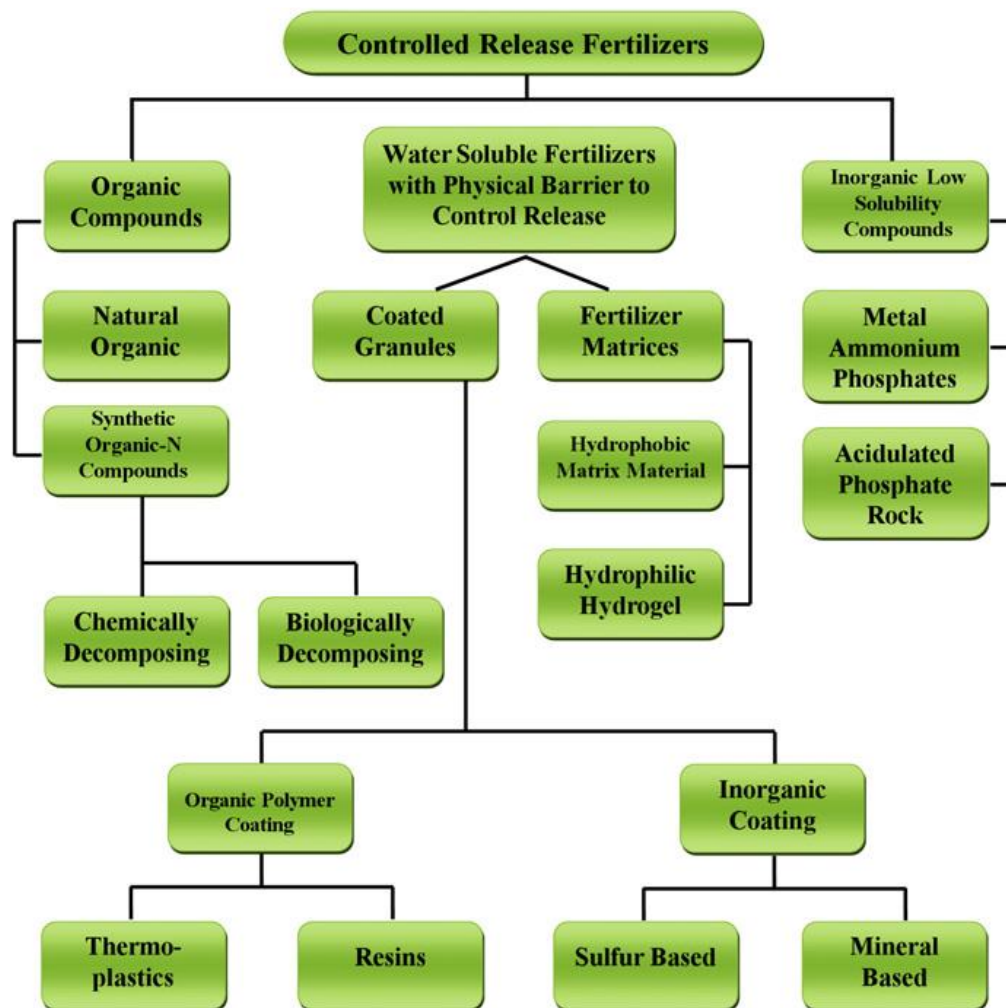 Controlled Release Fertilizers
Organic
Compounds
Water Soluble Fertilizers
with Physical Barrier to
Control Release
Inorganic Low
Solubility
Compounds
Natural
Organic
Coated
Granules
Fertilizer
Matrices
Metal
Ammonium
Phosphates
Synthetic
Organic-N
Compounds
Hydrophobic
Matrix Material
Acidulated
Phosphate
Rock
Chemically
Decomposing
Biologically
Decomposing
Hydrophilic
Hydrogel
Organic Polymer
Coating
Inorganic
Coating
Thermo-
plastics
Resins
Sulfur Based
Mineral
Based